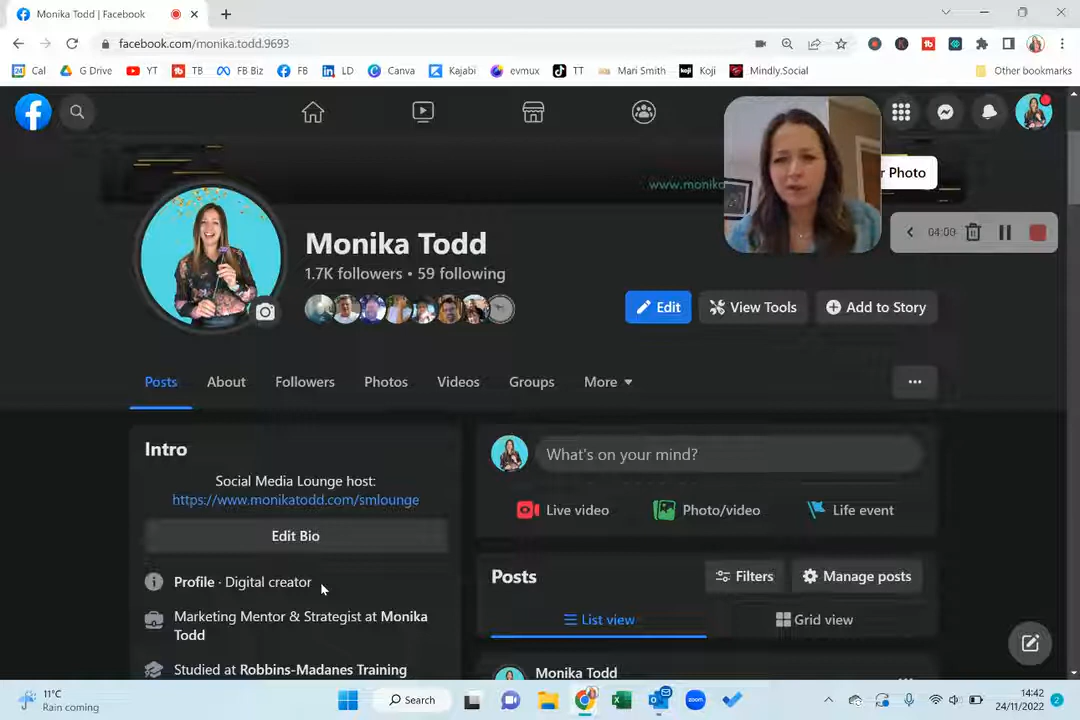 Monika Todd | Facebook
facebook.com/monika.todd.9693
Cal
G Drive
YT
TB
FB Biz
FB
LD
Canva
Kajabi
evmux
TT
Mari Smith
Koji
Mindly.Social
Other bookmarks
www.monika
r Photo
04:00
Monika Todd
1.7K followers • 59 following
Edit
View Tools
Add to Story
Posts
About
Followers
Photos
Videos
Groups
More
Intro
Social Media Lounge host:
https://www.monikatodd.com/smlounge
Edit Bio
Profile · Digital creator
Marketing Mentor & Strategist at Monika
Todd
Studied at Robbins-Madanes Training
What's on your mind?
Live video
Photo/video
Life event
Posts
Filters
Manage posts
List view
Grid view
Monika Todd
11°C
Rain coming
Search
14:42
24/11/2022
2